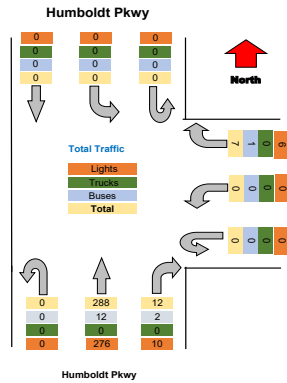 Humboldt Pkwy
0 0 0
0 0 0
0 0 0
0 0 0
North
Total Traffic
Lights
Trucks
Buses
Total
7 1 0 6
0 0 0 0
0 0 0 0
0 288 12
0 12 2
0 0 0
0 276 10
Humboldt Pkwy